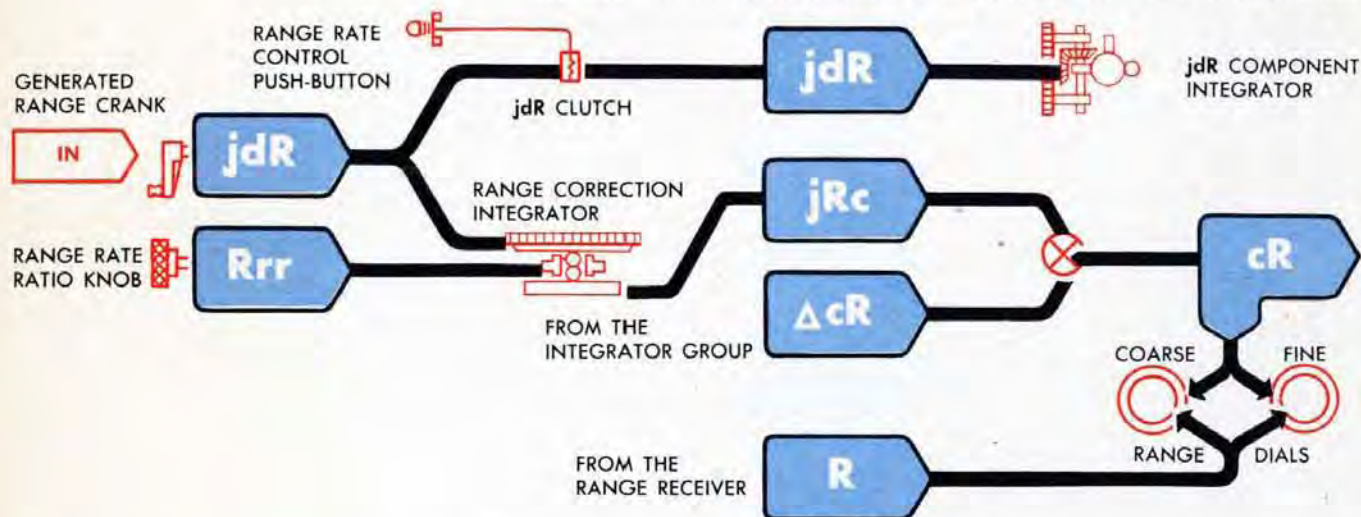 RANGE RATE
CONTROL
PUSH-BUTTON
GENERATED
RANGE CRANK
IN
jdR
jdR CLUTCH
jdR
jdR COMPONENT
INTEGRATOR
RANGE CORRECTION
INTEGRATOR
jRc
RANGE RATE
RATIO KNOB
Rrr
cR
FROM THE
INTEGRATOR GROUP
Δ cR
COARSE
FINE
RANGE
DIALS
FROM THE
RANGE RECEIVER
R